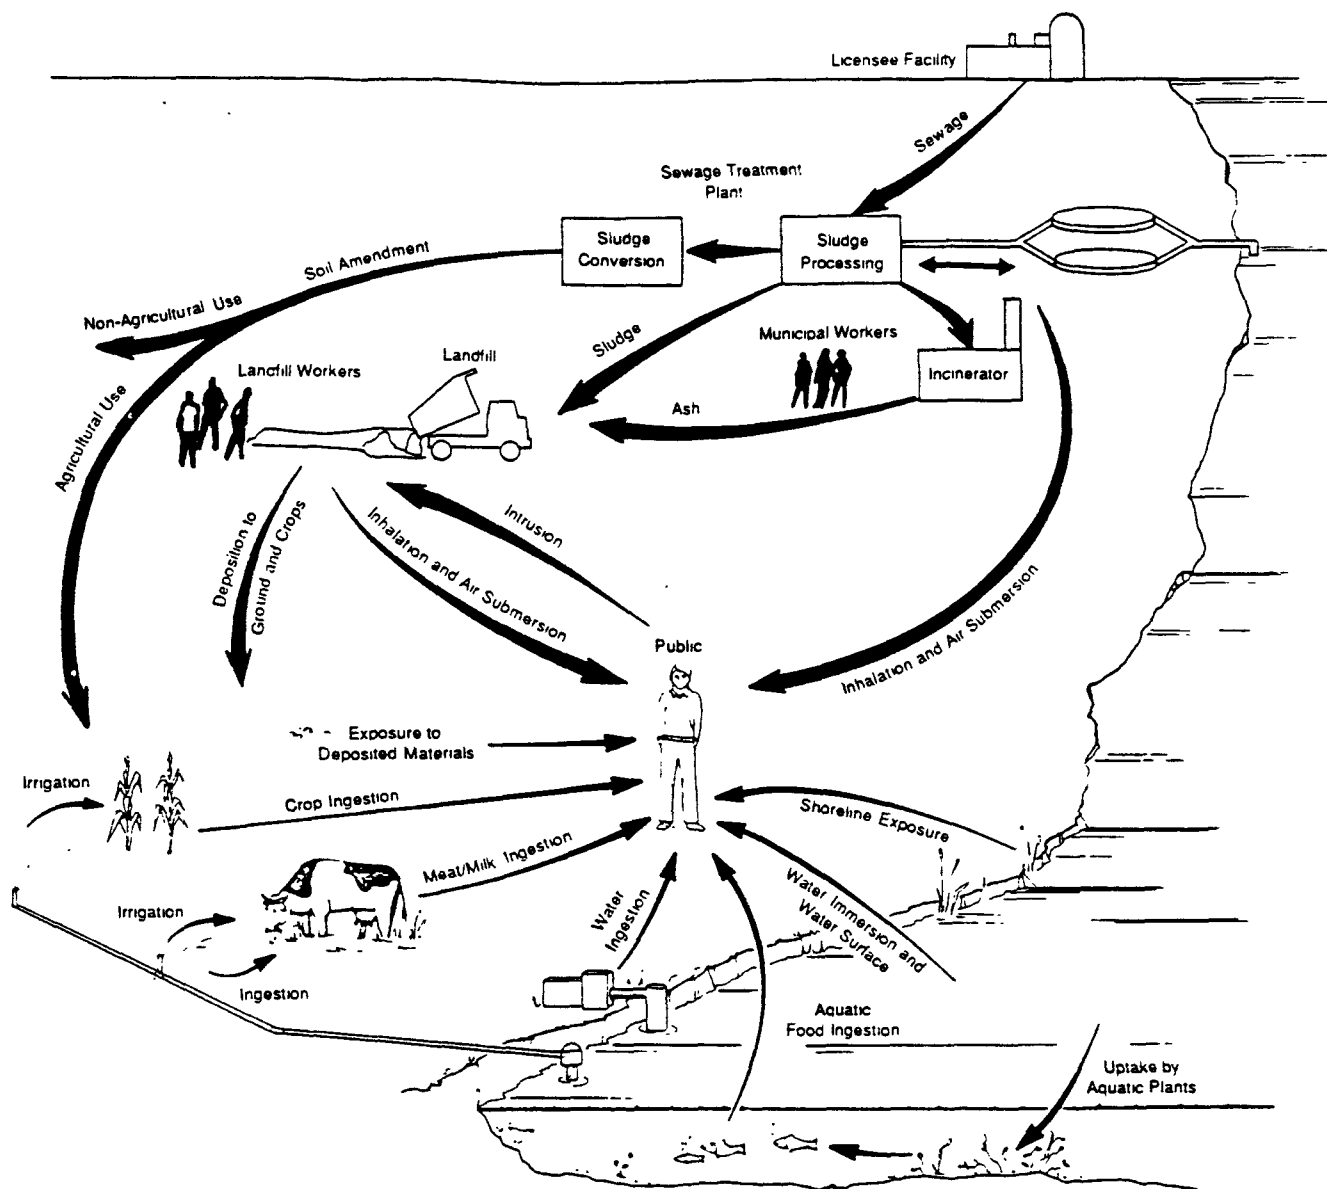 Licensee Facility
Sewage
Sewage Treatment
Plant
Sludge
Conversion
Sludge
Processing
Soil Amendment
Non-Agricultural Use
Agricultural Use
Sludge
Municipal Workers
Incinerator
Landfill
Landfill Workers
Ash
Deposition to
Ground and Crops
Inhalation and Air Submersion
Intrusion
Inhalation and Air Submersion
Public
Exposure to
Deposited Materials
Irrigation
Crop Ingestion
Shoreline Exposure
Meat/Milk Ingestion
Irrigation
Ingestion
Water
Ingestion
Water Immersion and
Water Surface
Aquatic
Food Ingestion
Uptake by
Aquatic Plants